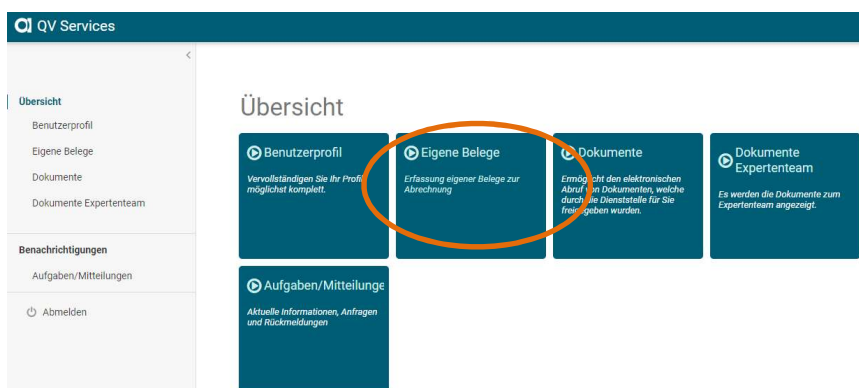 QV Services
Übersicht
Benutzerprofil
Eigene Belege
Dokumente
Dokumente Expertenteam
Benachrichtigungen
Aufgaben/Mitteilungen
Abmelden
Übersicht
Benutzerprofil
Vervollständigen Sie Ihr Profil
möglichst komplett.
Eigene Belege
Erfassung eigener Belege zur
Abrechnung
Dokumente
Ermöglicht den elektronischen
Abruf von Dokumenten, welche
durch die Dienststelle für Sie
freigegeben wurden.
Dokumente
Expertenteam
Es werden die Dokumente zum
Expertenteam angezeigt.
Aufgaben/Mitteilunge
Aktuelle Informationen, Anfragen
und Rückmeldungen